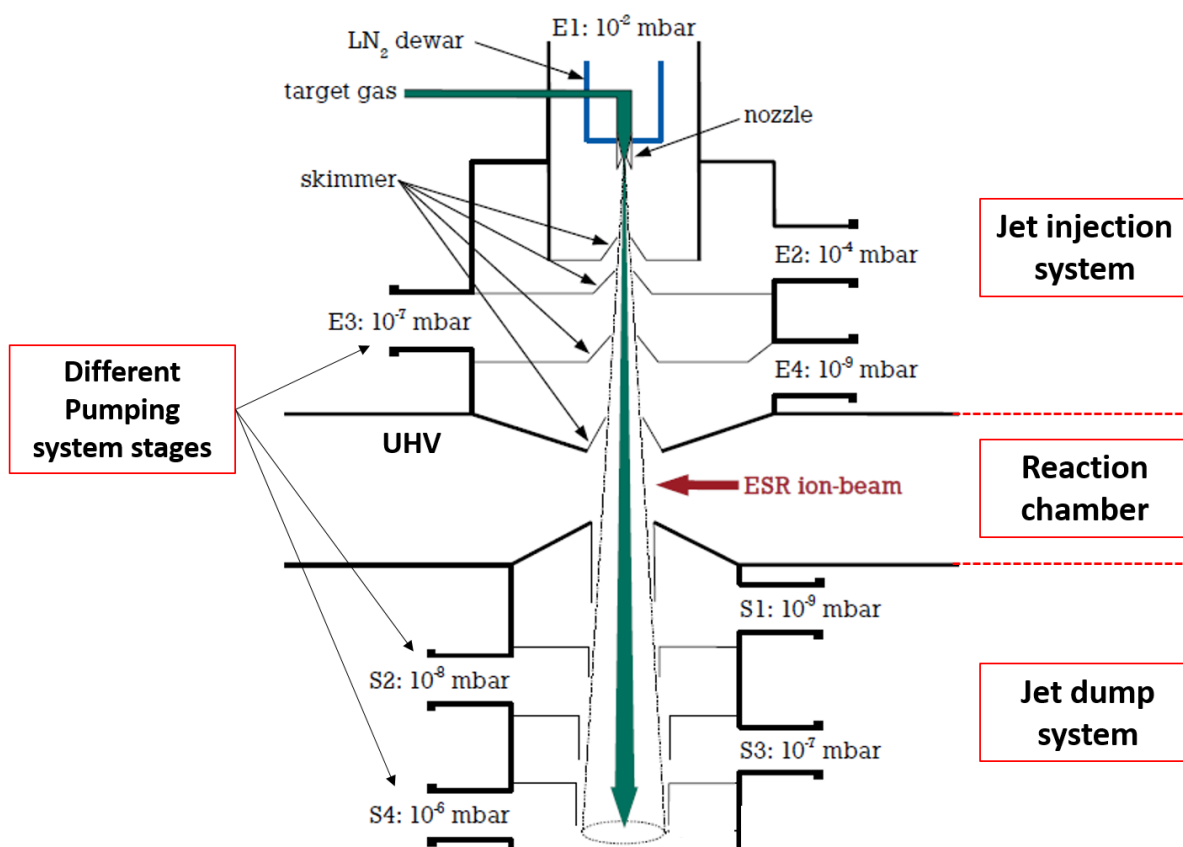 E1: 10⁻² mbar
LN₂ dewar
target gas
nozzle
skimmer
Jet injection
system
E2: 10⁻⁴ mbar
E3: 10⁻⁷ mbar
Different
Pumping
system stages
E4: 10⁻⁹ mbar
UHV
Reaction
chamber
ESR ion-beam
S1: 10⁻⁹ mbar
S2: 10⁻⁸ mbar
Jet dump
system
S3: 10⁻⁷ mbar
S4: 10⁻⁶ mbar